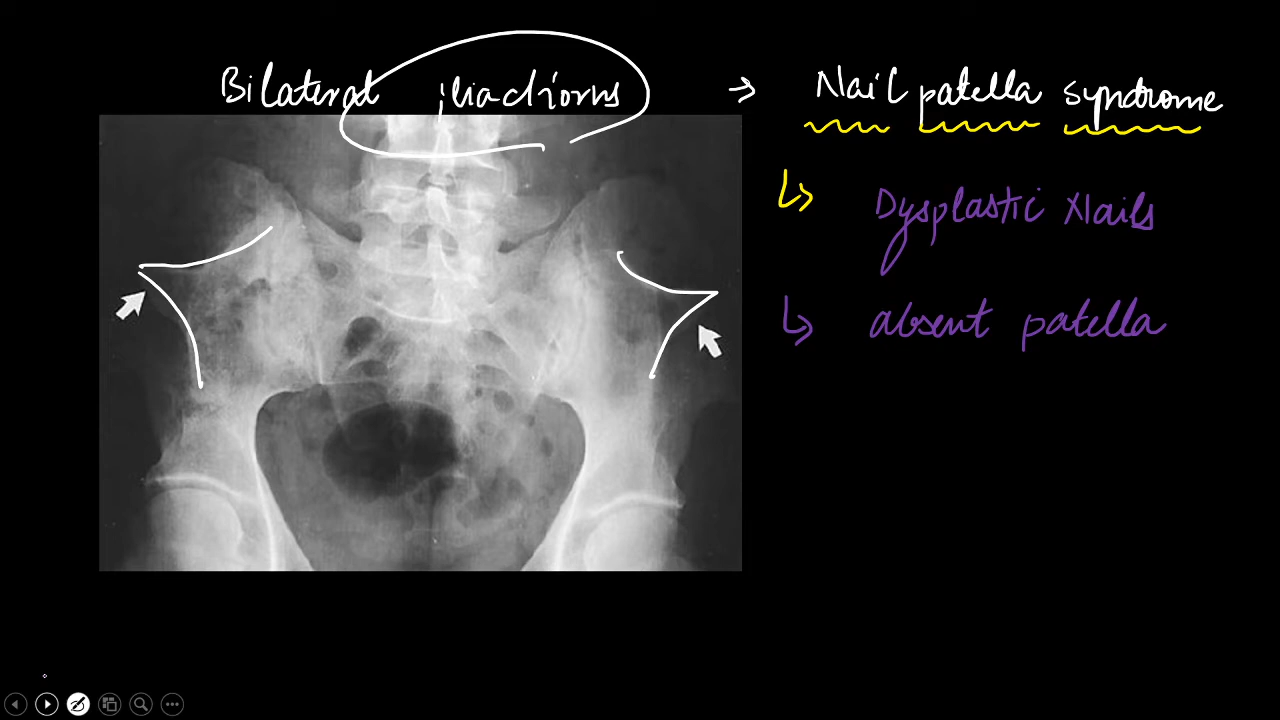 Bilateral iliac horns → Nail patella syndrome
↳ Dysplastic Nails
↳ absent patella